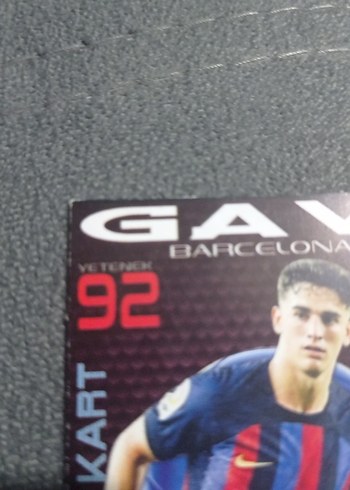 GAV
BARCELONA
YETENEK
92
KART